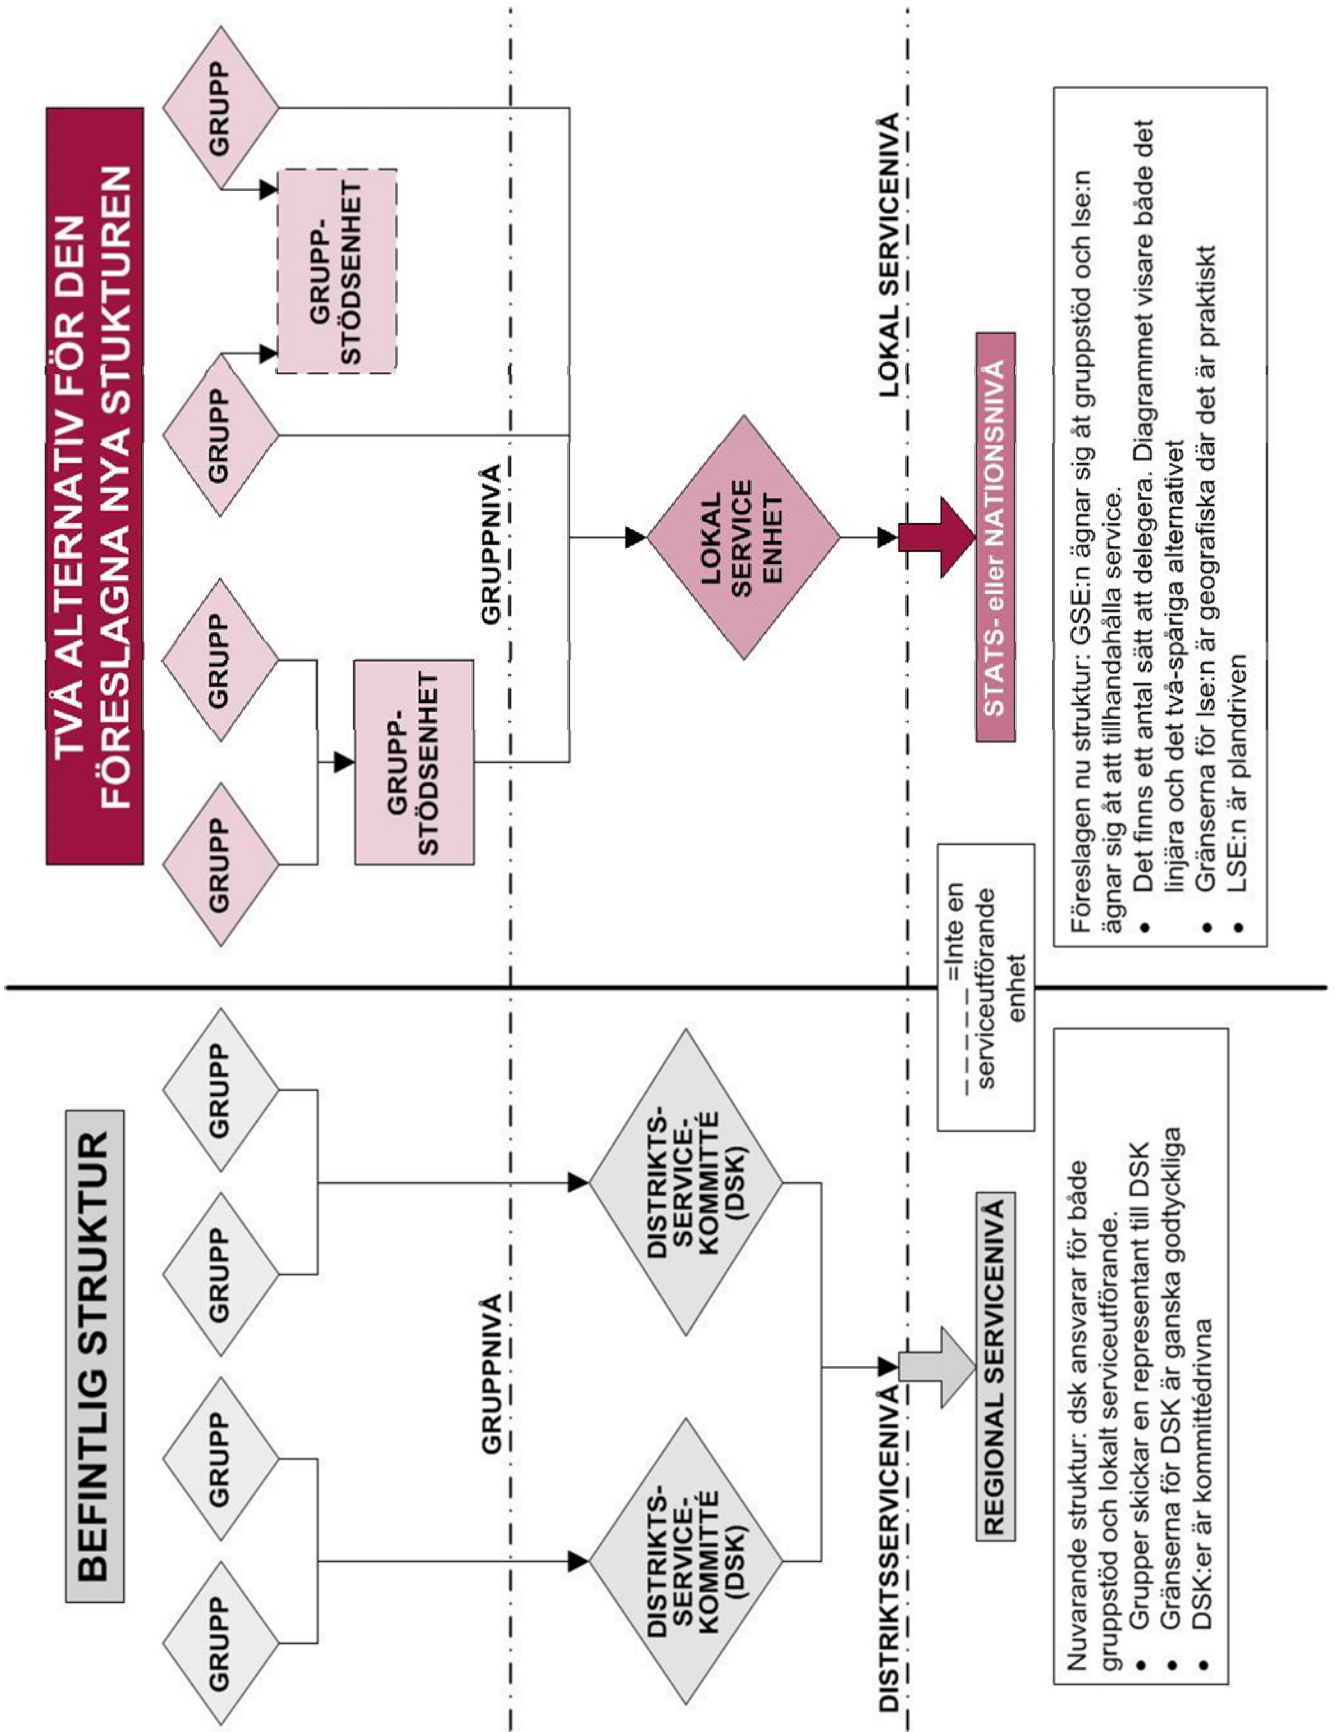 BEFINTLIG STRUKTUR
GRUPP
GRUPP
GRUPP
GRUPP
GRUPPNIVÅ
DISTRIKTS-
SERVICE-
KOMMITTÉ
(DSK)
DISTRIKTS-
SERVICE-
KOMMITTÉ
(DSK)
DISTRIKTSSERVICENIVÅ
REGIONAL SERVICENIVÅ
Nuvarande struktur: dsk ansvarar för både
gruppstöd och lokalt serviceutförande.
• Grupper skickar en representant till DSK
• Gränserna för DSK är ganska godtyckliga
• DSK:er är kommittédrivna
_ _ _ _ _ =Inte en
serviceutförande
enhet
TVÅ ALTERNATIV FÖR DEN
FÖRESLAGNA NYA STUKTUREN
GRUPP
GRUPP
GRUPP
GRUPP
GRUPP-
STÖDSENHET
GRUPP-
STÖDSENHET
GRUPPNIVÅ
LOKAL
SERVICE
ENHET
LOKAL SERVICENIVÅ
STATS- eller NATIONSNIVÅ
Föreslagen nu struktur: GSE:n ägnar sig åt gruppstöd och lse:n
ägnar sig åt att tillhandahålla service.
• Det finns ett antal sätt att delegera. Diagrammet visare både det
linjära och det två-spåriga alternativet
• Gränserna för lse:n är geografiska där det är praktiskt
• LSE:n är plandriven